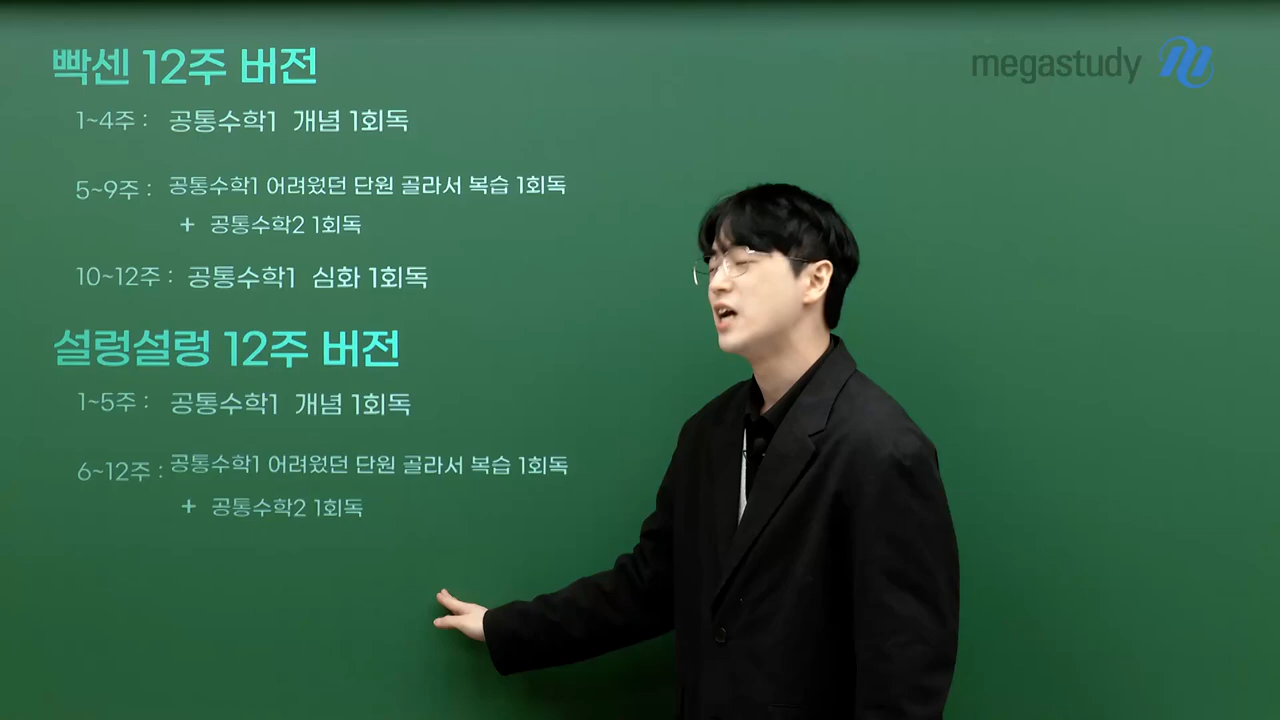 빡센 12주 버전
megastudy
1~4주 : 공통수학1 개념 1회독
5~9주 : 공통수학1 어려웠던 단원 골라서 복습 1회독
+ 공통수학2 1회독
10~12주 : 공통수학1 심화 1회독
설렁설렁 12주 버전
1~5주 : 공통수학1 개념 1회독
6~12주 : 공통수학1 어려웠던 단원 골라서 복습 1회독
+ 공통수학2 1회독